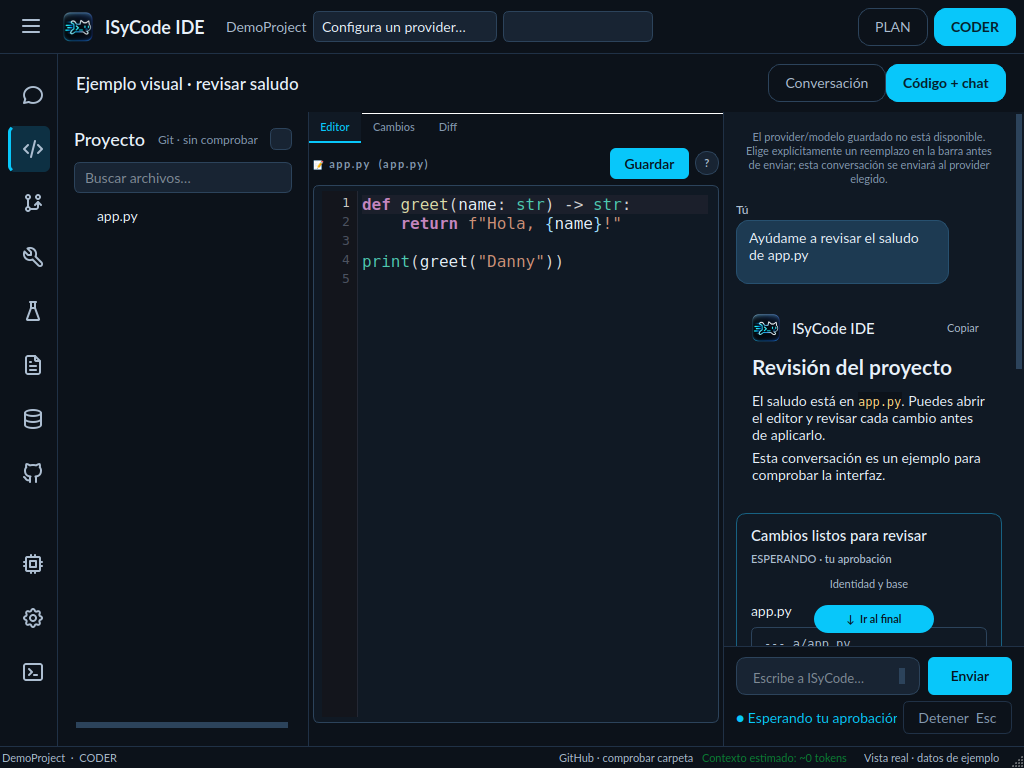 ISyCode IDE
DemoProject
Configura un provider...
PLAN
CODER
Ejemplo visual · revisar saludo
Conversación
Código + chat
Proyecto
Git · sin comprobar
Buscar archivos...
app.py
Editor
Cambios
Diff
app.py (app.py)
Guardar
?
1 def greet(name: str) -> str:
2     return f"Hola, {name}!"
3
4 print(greet("Danny"))
5
El provider/modelo guardado no está disponible.
Elige explícitamente un reemplazo en la barra antes
de enviar; esta conversación se enviará al provider
elegido.
Tú
Ayúdame a revisar el saludo
de app.py
ISyCode IDE
Copiar
Revisión del proyecto
El saludo está en app.py. Puedes abrir
el editor y revisar cada cambio antes
de aplicarlo.
Esta conversación es un ejemplo para
comprobar la interfaz.
Cambios listos para revisar
ESPERANDO · tu aprobación
Identidad y base
app.py
↓ Ir al final
--- a/app.py
Escribe a ISyCode...
Enviar
● Esperando tu aprobación
Detener Esc
DemoProject · CODER
GitHub · comprobar carpeta
Contexto estimado: ~0 tokens
Vista real · datos de ejemplo